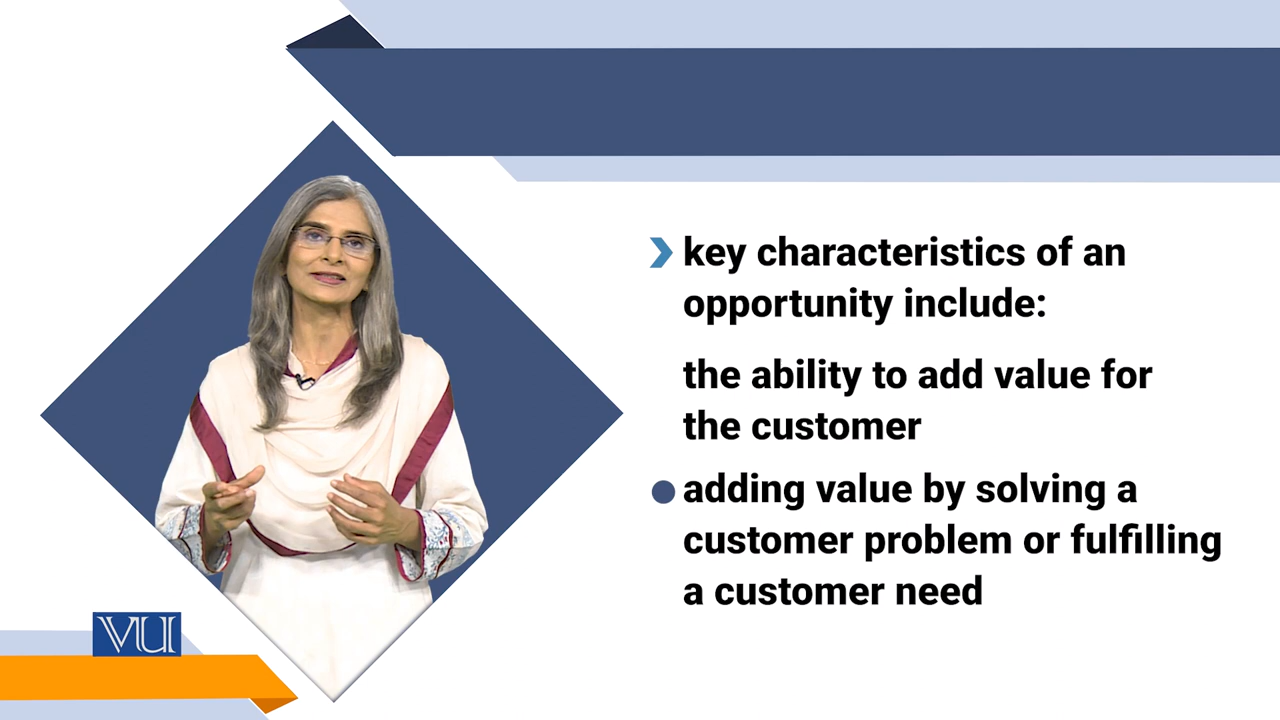 key characteristics of an
opportunity include:
the ability to add value for
the customer
adding value by solving a
customer problem or fulfilling
a customer need
VU